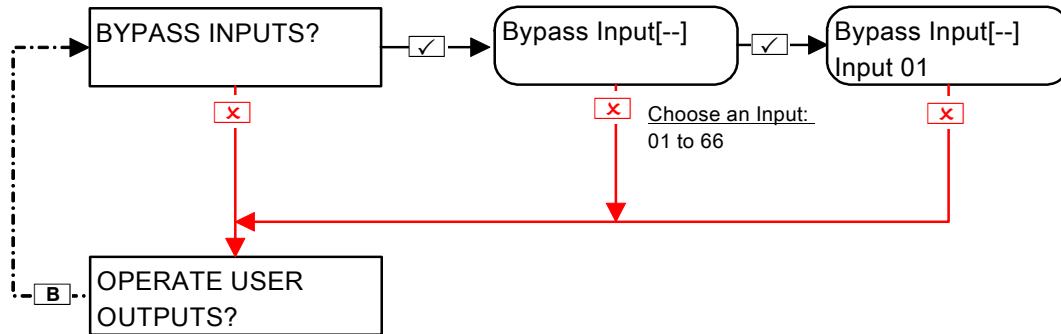 BYPASS INPUTS?
✓
Bypass Input[--]
✓
Bypass Input[--]
Input 01
x
x
Choose an Input:
01 to 66
x
B
OPERATE USER
OUTPUTS?